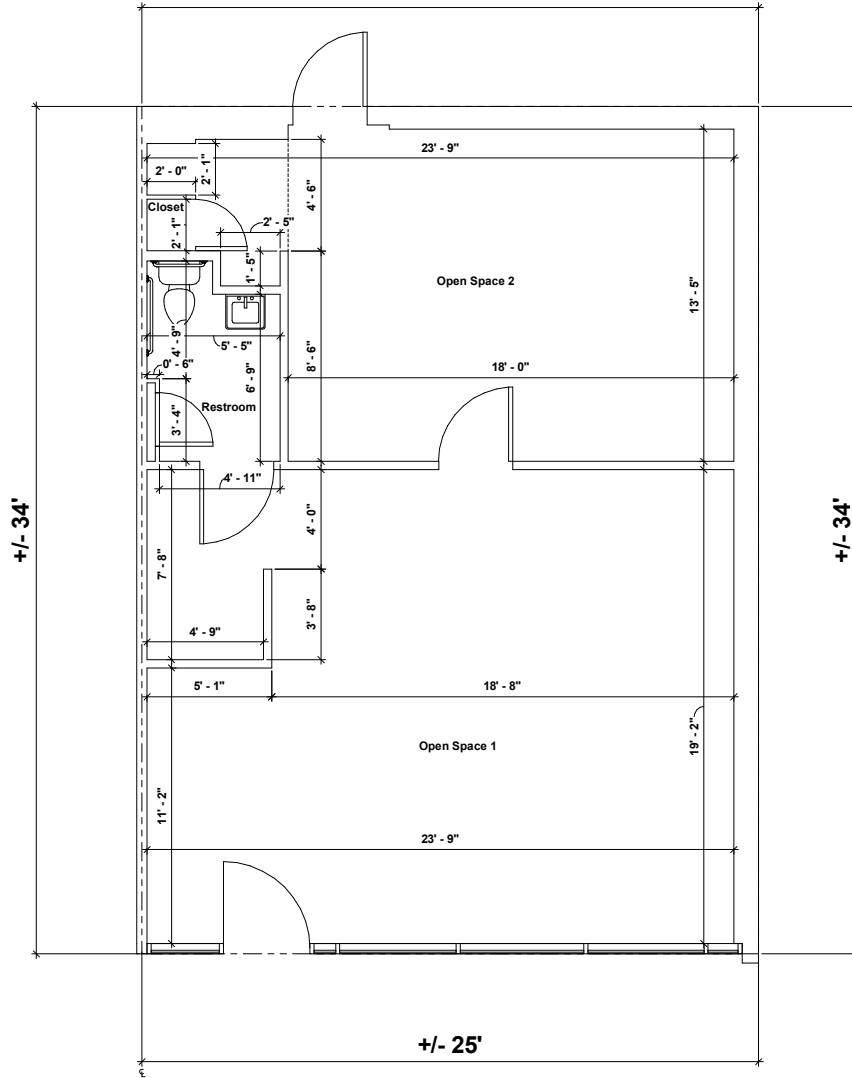 23' - 9"
2' - 0"
2' - 1"
4' - 6"
Closet
2' - 1"
2' - 5"
1' - 5"
Open Space 2
13' - 5"
4' - 9"
5' - 5"
0' - 6"
6' - 9"
8' - 6"
18' - 0"
3' - 4"
Restroom
4' - 11"
+/- 34'
4' - 0"
+/- 34'
7' - 8"
3' - 8"
4' - 9"
5' - 1"
18' - 8"
19' - 2"
Open Space 1
11' - 2"
23' - 9"
+/- 25'
℄